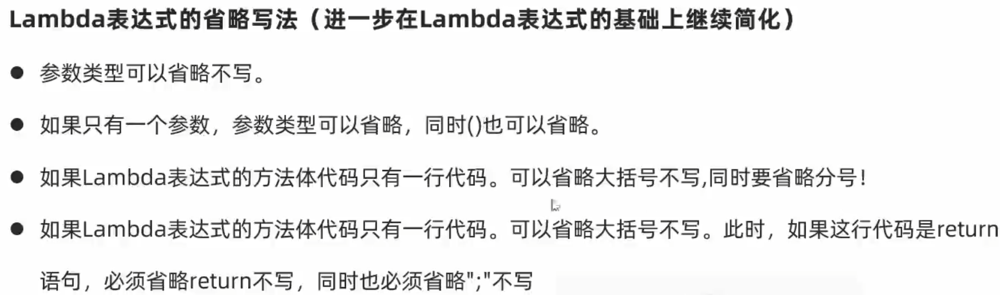 Lambda表达式的省略写法（进一步在Lambda表达式的基础上继续简化）
● 参数类型可以省略不写。
● 如果只有一个参数，参数类型可以省略，同时()也可以省略。
● 如果Lambda表达式的方法体代码只有一行代码。可以省略大括号不写,同时要省略分号！
● 如果Lambda表达式的方法体代码只有一行代码。可以省略大括号不写。此时，如果这行代码是return
语句，必须省略return不写，同时也必须省略";"不写